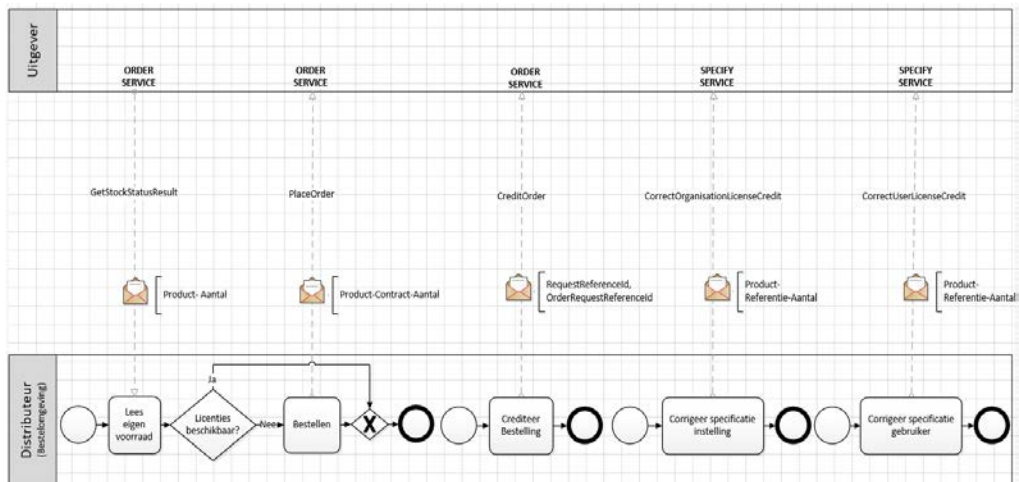 Uitgever
ORDER
SERVICE
ORDER
SERVICE
ORDER
SERVICE
SPECIFY
SERVICE
SPECIFY
SERVICE
GetStockStatusResult
PlaceOrder
CreditOrder
CorrectOrganisationLicenseCredit
CorrectUserLicenseCredit
Product- Aantal
Product-Contract-Aantal
RequestReferenceId,
OrderRequestReferenceId
Product-
Referentie-Aantal
Product-
Referentie-Aantal
Distributeur
(Bestelomgeving)
Lees
eigen
voorraad
Licenties
beschikbaar?
Ja
Nee
Bestellen
X
Crediteer
Bestelling
Corrigeer specificatie
instelling
Corrigeer specificatie
gebruiker